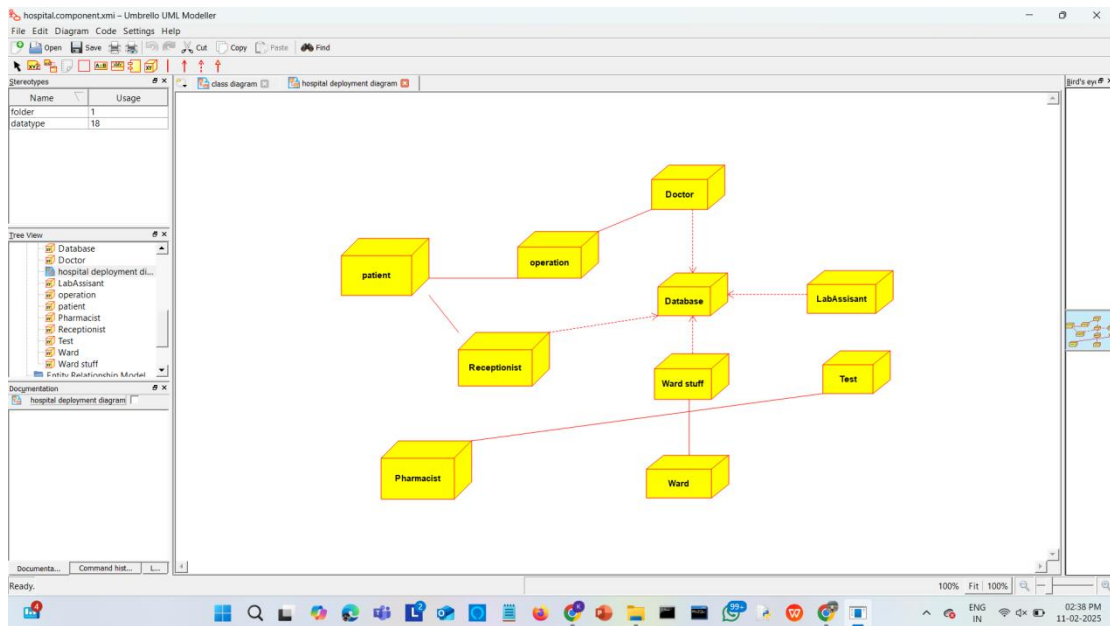 hospital.component.xmi – Umbrello UML Modeller
File Edit Diagram Code Settings Help
Open Save Cut Copy Paste Find
Stereotypes
class diagram hospital deployment diagram
Bird's eye
Name Usage
folder 1
datatype 18
Tree View
Database
Doctor
hospital deployment di...
LabAssisant
operation
patient
Pharmacist
Receptionist
Test
Ward
Ward stuff
Entity Relationship Model
Documentation
hospital deployment diagram
Documenta... Command hist... L...
Doctor
operation
patient
Database
LabAssisant
Receptionist
Ward stuff
Test
Pharmacist
Ward
Ready.
100% Fit 100%
ENG
IN
02:38 PM
11-02-2025
99+